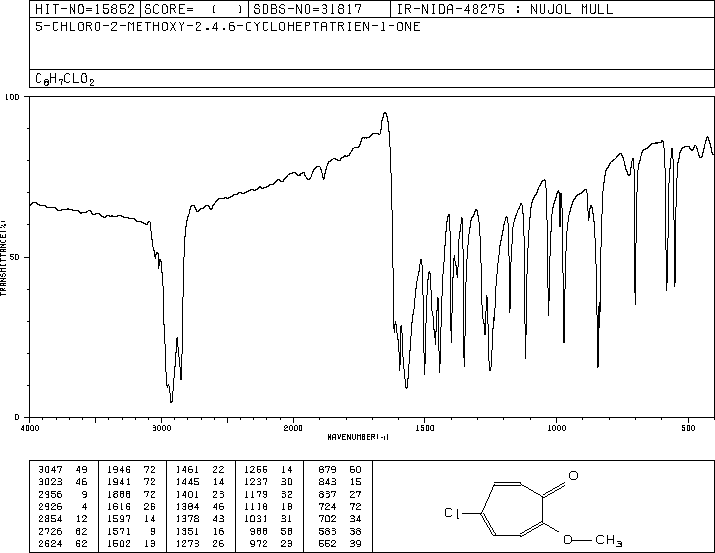 HIT-NO=15852 SCORE= ( ) SDBS-NO=31817 IR-NIDA-48275 : NUJOL MULL
5-CHLORO-2-METHOXY-2,4,6-CYCLOHEPTATRIEN-1-ONE
C8H7CLO2
100
50
0
TRANSMITTANCE(%)
4000 3000 2000 1500 1000 500
WAVENUMBER(-1)
3047 49 1946 72 1461 22 1255 14 879 60
3023 46 1941 72 1445 14 1237 30 843 15
2956 9 1888 72 1401 23 1179 32 837 27
2926 4 1616 26 1384 46 1118 18 724 72
2854 12 1597 14 1378 43 1031 31 702 34
2726 62 1571 9 1351 16 988 58 583 38
2624 62 1502 13 1273 26 972 23 552 39
O
Cl
O CH3